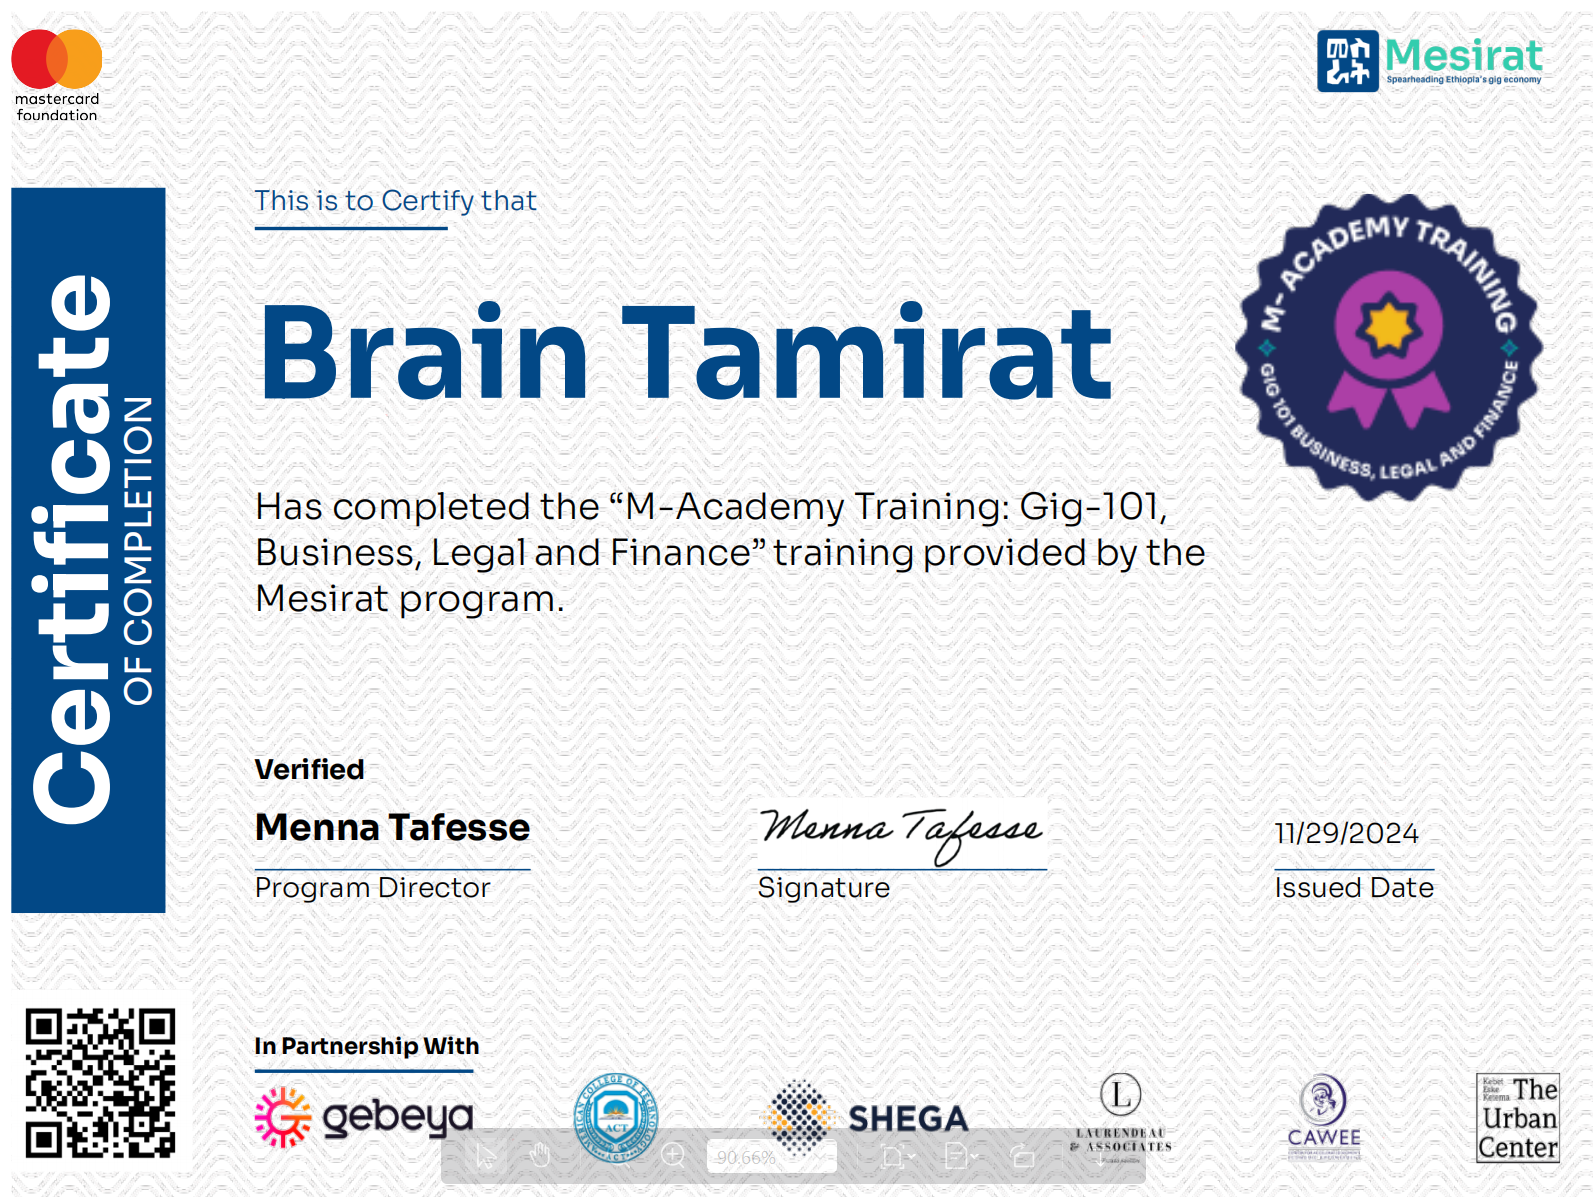 mastercard
foundation
መስራት
Mesirat
Spearheading Ethiopia's gig economy
Certificate
OF COMPLETION
This is to Certify that
Brain Tamirat
M- ACADEMY TRAINING
GIG 101 BUSINESS, LEGAL AND FINANCE
Has completed the “M-Academy Training: Gig-101,
Business, Legal and Finance” training provided by the
Mesirat program.
Verified
Menna Tafesse
Program Director
Menna Tafesse
Signature
11/29/2024
Issued Date
In Partnership With
gebeya
AMERICAN COLLEGE OF TECHNOLOGY
ACT
SHEGA
L
LAURENDEAU
& ASSOCIATES
CAWEE
Kebet
Eske
Ketema
The
Urban
Center
90.66%